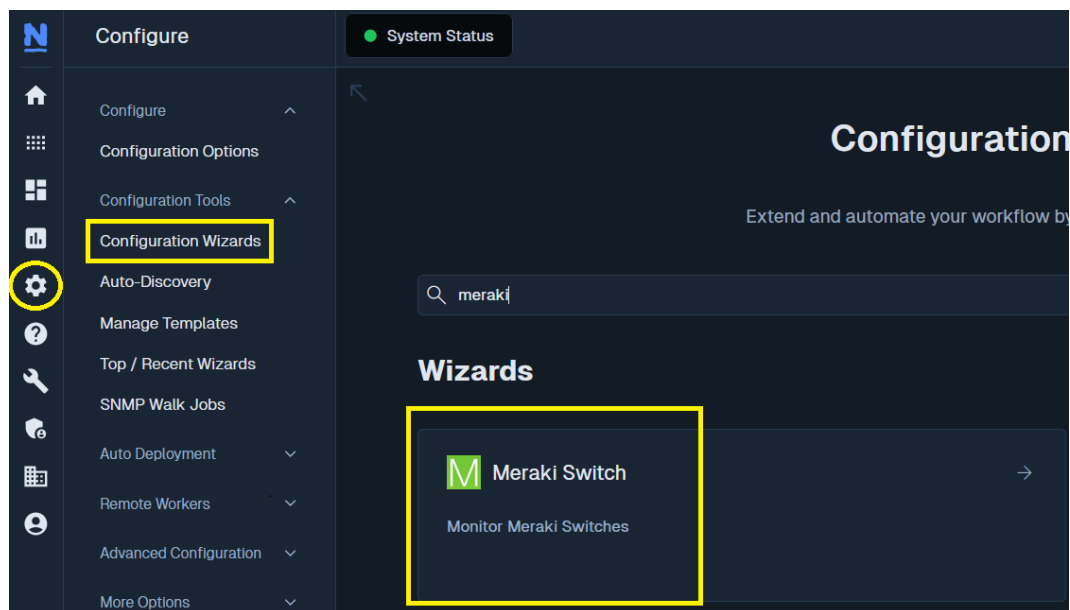 N
Configure
System Status
Configure
Configuration Options
Configuration Tools
Configuration Wizards
Auto-Discovery
Manage Templates
Top / Recent Wizards
SNMP Walk Jobs
Auto Deployment
Remote Workers
Advanced Configuration
More Options
Configuration
Extend and automate your workflow by
meraki
Wizards
M
Meraki Switch
Monitor Meraki Switches